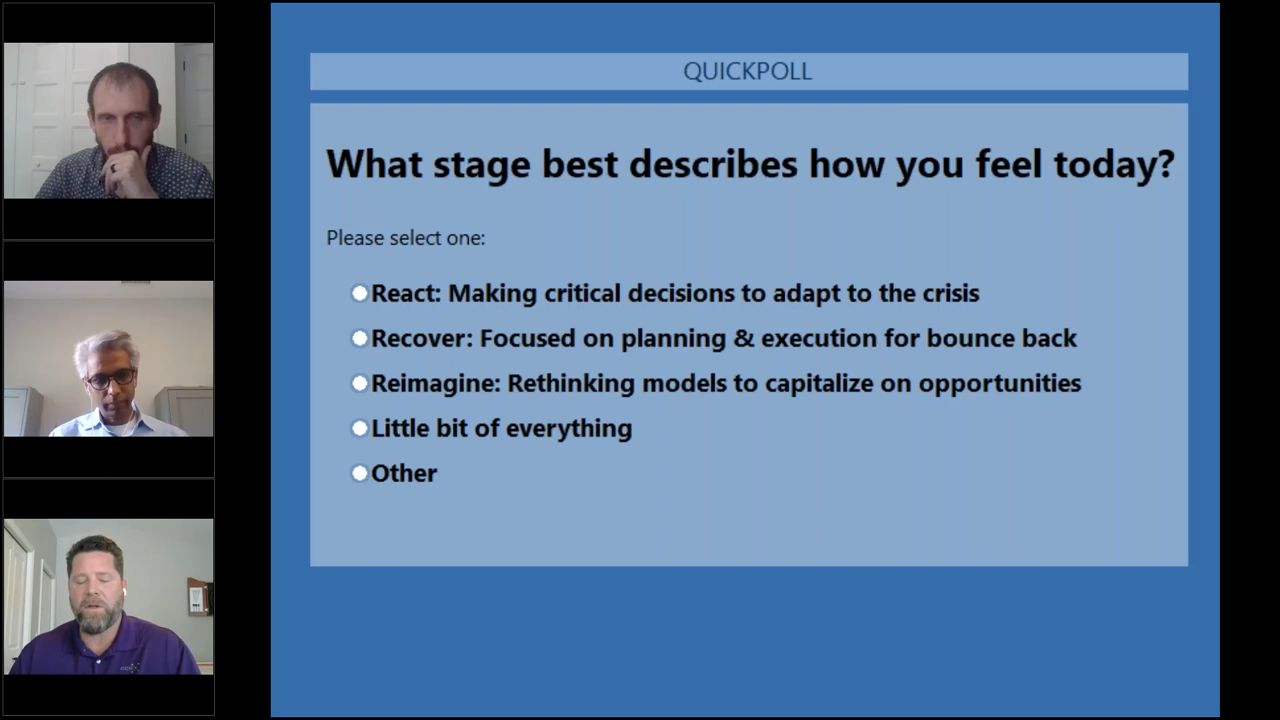 QUICKPOLL
What stage best describes how you feel today?
Please select one:
React: Making critical decisions to adapt to the crisis
Recover: Focused on planning & execution for bounce back
Reimagine: Rethinking models to capitalize on opportunities
Little bit of everything
Other